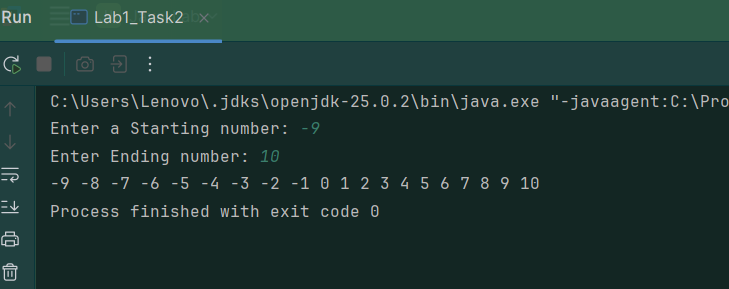 Run Lab1_Task2
C:\Users\Lenovo\.jdks\openjdk-25.0.2\bin\java.exe "-javaagent:C:\Pro
Enter a Starting number: -9
Enter Ending number: 10
-9 -8 -7 -6 -5 -4 -3 -2 -1 0 1 2 3 4 5 6 7 8 9 10
Process finished with exit code 0